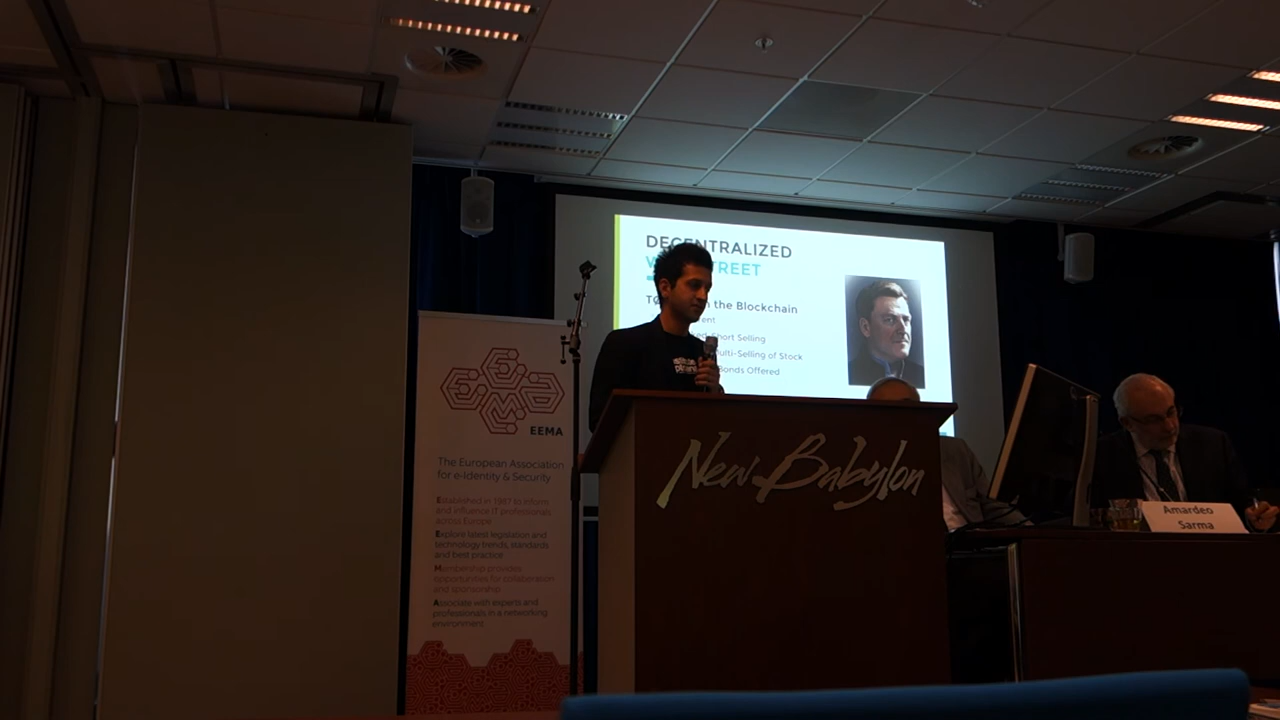 DECENTRALIZED
the Blockchain
Short Selling
Multi-Selling of Stock
Bonds Offered
EEMA
The European Association
for e-Identity & Security
Established in 1987 to inform
and influence IT professionals
across Europe
Explore latest legislation and
technology trends, standards
and best practice
Membership provides
opportunities for collaboration
and sponsorship
Associate with experts and
professionals in a networking
environment
New Babylon
Amardeo
Sarma